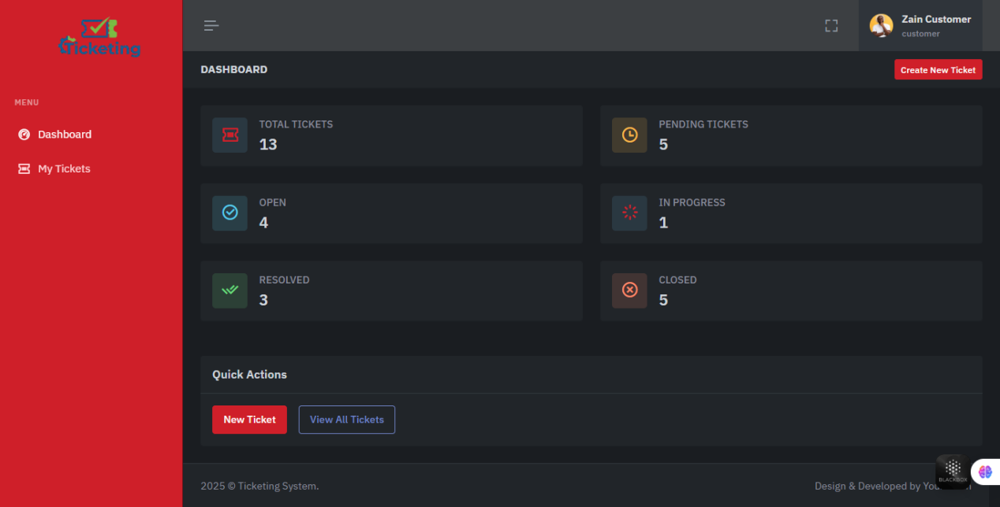 Ticketing
Zain Customer
customer
MENU
Dashboard
My Tickets
DASHBOARD
Create New Ticket
TOTAL TICKETS
13
PENDING TICKETS
5
OPEN
4
IN PROGRESS
1
RESOLVED
3
CLOSED
5
Quick Actions
New Ticket
View All Tickets
BLACKBOX
2025 © Ticketing System.
Design & Developed by